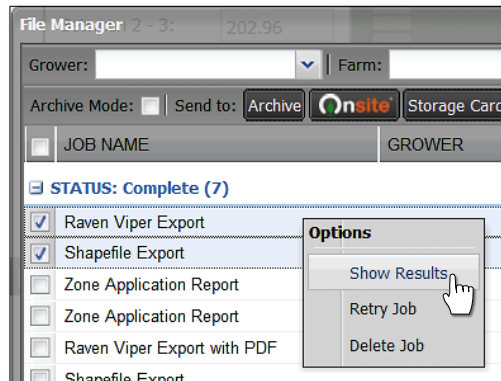 File Manager 2 - 3: 202.96
Grower: Farm:
Archive Mode: Send to: Archive Onsite Storage Card
JOB NAME GROWER
STATUS: Complete (7)
Raven Viper Export
Shapefile Export
Zone Application Report
Zone Application Report
Raven Viper Export with PDF
Shapefile Export
Options
Show Results
Retry Job
Delete Job